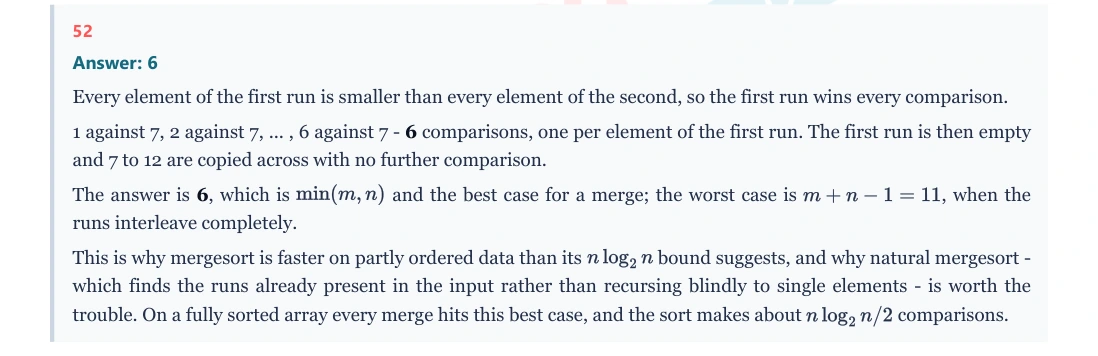 52
Answer: 6
Every element of the first run is smaller than every element of the second, so the first run wins every comparison.
1 against 7, 2 against 7, ... , 6 against 7 - 6 comparisons, one per element of the first run. The first run is then empty
and 7 to 12 are copied across with no further comparison.
The answer is 6, which is min(m, n) and the best case for a merge; the worst case is m + n − 1 = 11, when the
runs interleave completely.
This is why mergesort is faster on partly ordered data than its n log₂ n bound suggests, and why natural mergesort -
which finds the runs already present in the input rather than recursing blindly to single elements - is worth the
trouble. On a fully sorted array every merge hits this best case, and the sort makes about n log₂ n/2 comparisons.